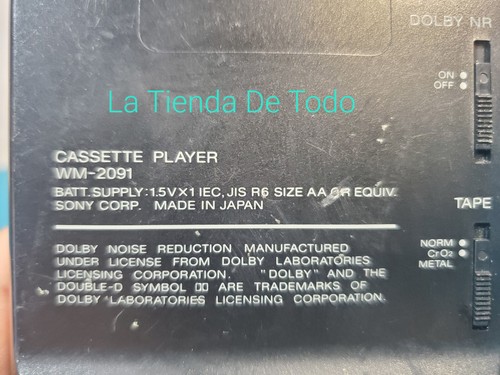 DOLBY NR
ON
OFF
La Tienda De Todo
CASSETTE PLAYER
WM-2091
BATT. SUPPLY: 1.5V X 1 IEC, JIS R6 SIZE AA OR EQUIV.
SONY CORP. MADE IN JAPAN
TAPE
NORM
CrO₂
METAL
DOLBY NOISE REDUCTION MANUFACTURED
UNDER LICENSE FROM DOLBY LABORATORIES
LICENSING CORPORATION. "DOLBY" AND THE
DOUBLE-D SYMBOL ARE TRADEMARKS OF
DOLBY LABORATORIES LICENSING CORPORATION.